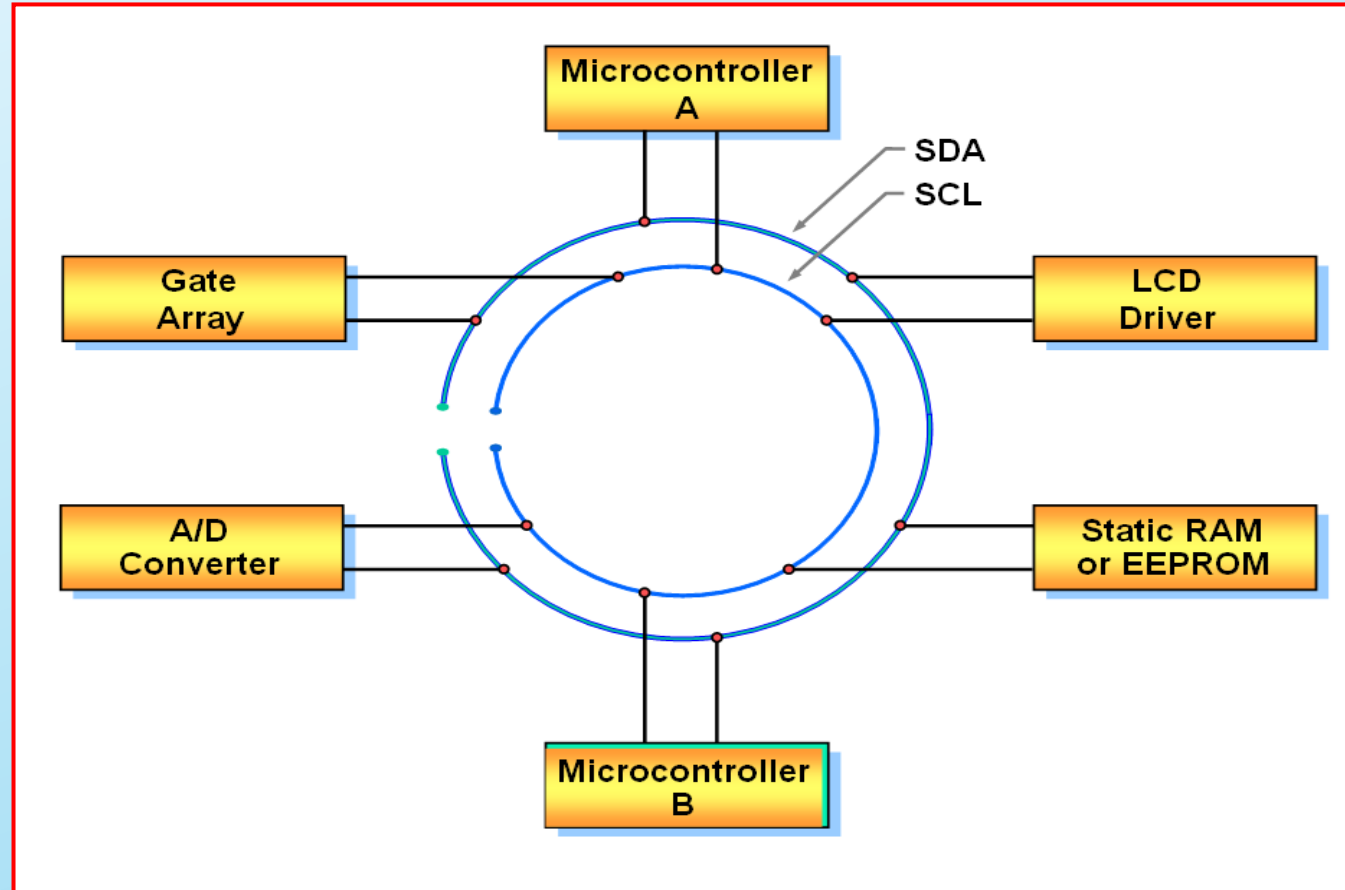 Microcontroller
A
SDA
SCL
Gate
Array
LCD
Driver
A/D
Converter
Static RAM
or EEPROM
Microcontroller
B